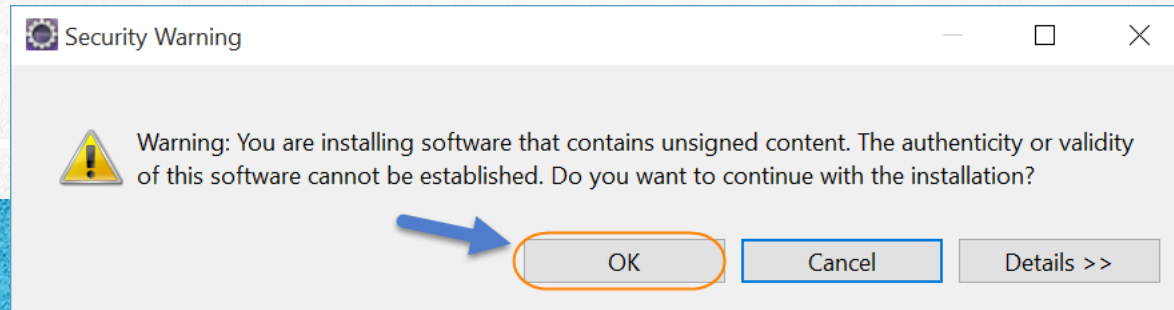 Security Warning
Warning: You are installing software that contains unsigned content. The authenticity or validity
of this software cannot be established. Do you want to continue with the installation?
OK
Cancel
Details >>